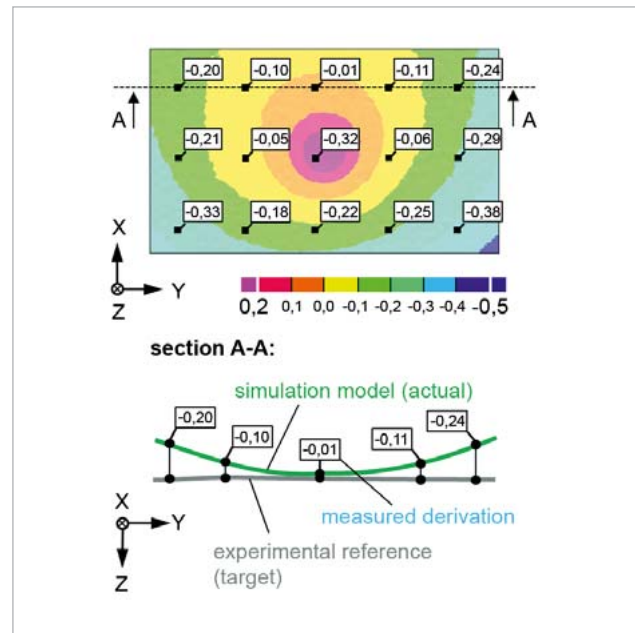 -0,20 -0,10 -0,01 -0,11 -0,24
A A
-0,21 -0,05 -0,32 -0,06 -0,29
-0,33 -0,18 -0,22 -0,25 -0,38
X
Y
Z
0,2 0,1 0,0 -0,1 -0,2 -0,3 -0,4 -0,5
section A-A:
simulation model (actual)
-0,20 -0,10 -0,01 -0,11 -0,24
X
Y
Z
measured derivation
experimental reference
(target)